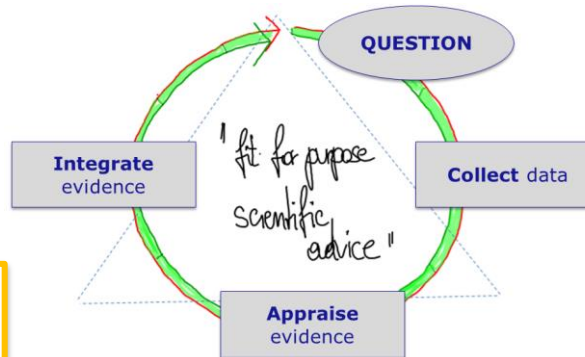 QUESTION
Integrate
evidence
"fit for purpose
scientific
advice"
Collect data
Appraise
evidence